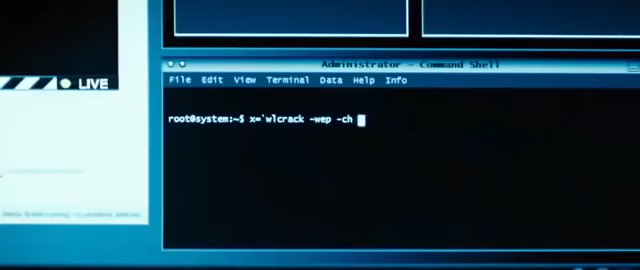 LIVE
Administrator - Command Shell
File Edit View Terminal Data Help Info
root@system:~$ x=`wlcrack -wep -ch